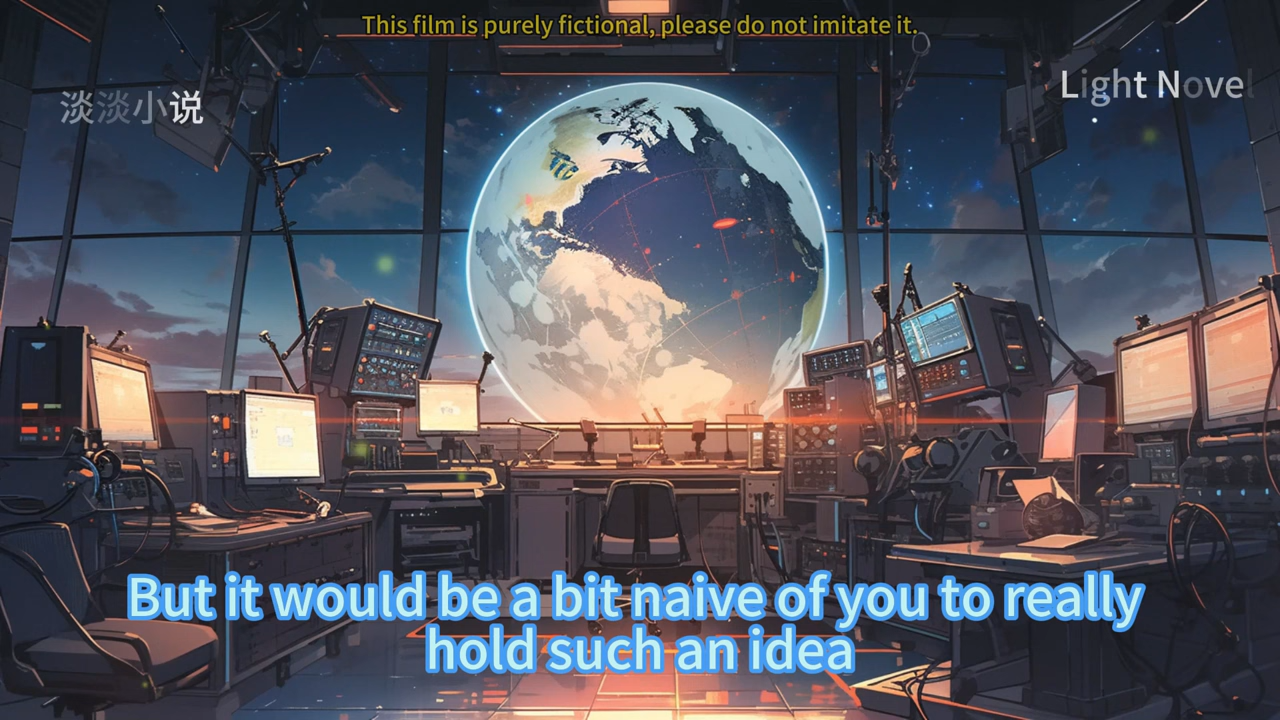 This film is purely fictional, please do not imitate it.
淡淡小说
Light Novel
But it would be a bit naive of you to really
hold such an idea